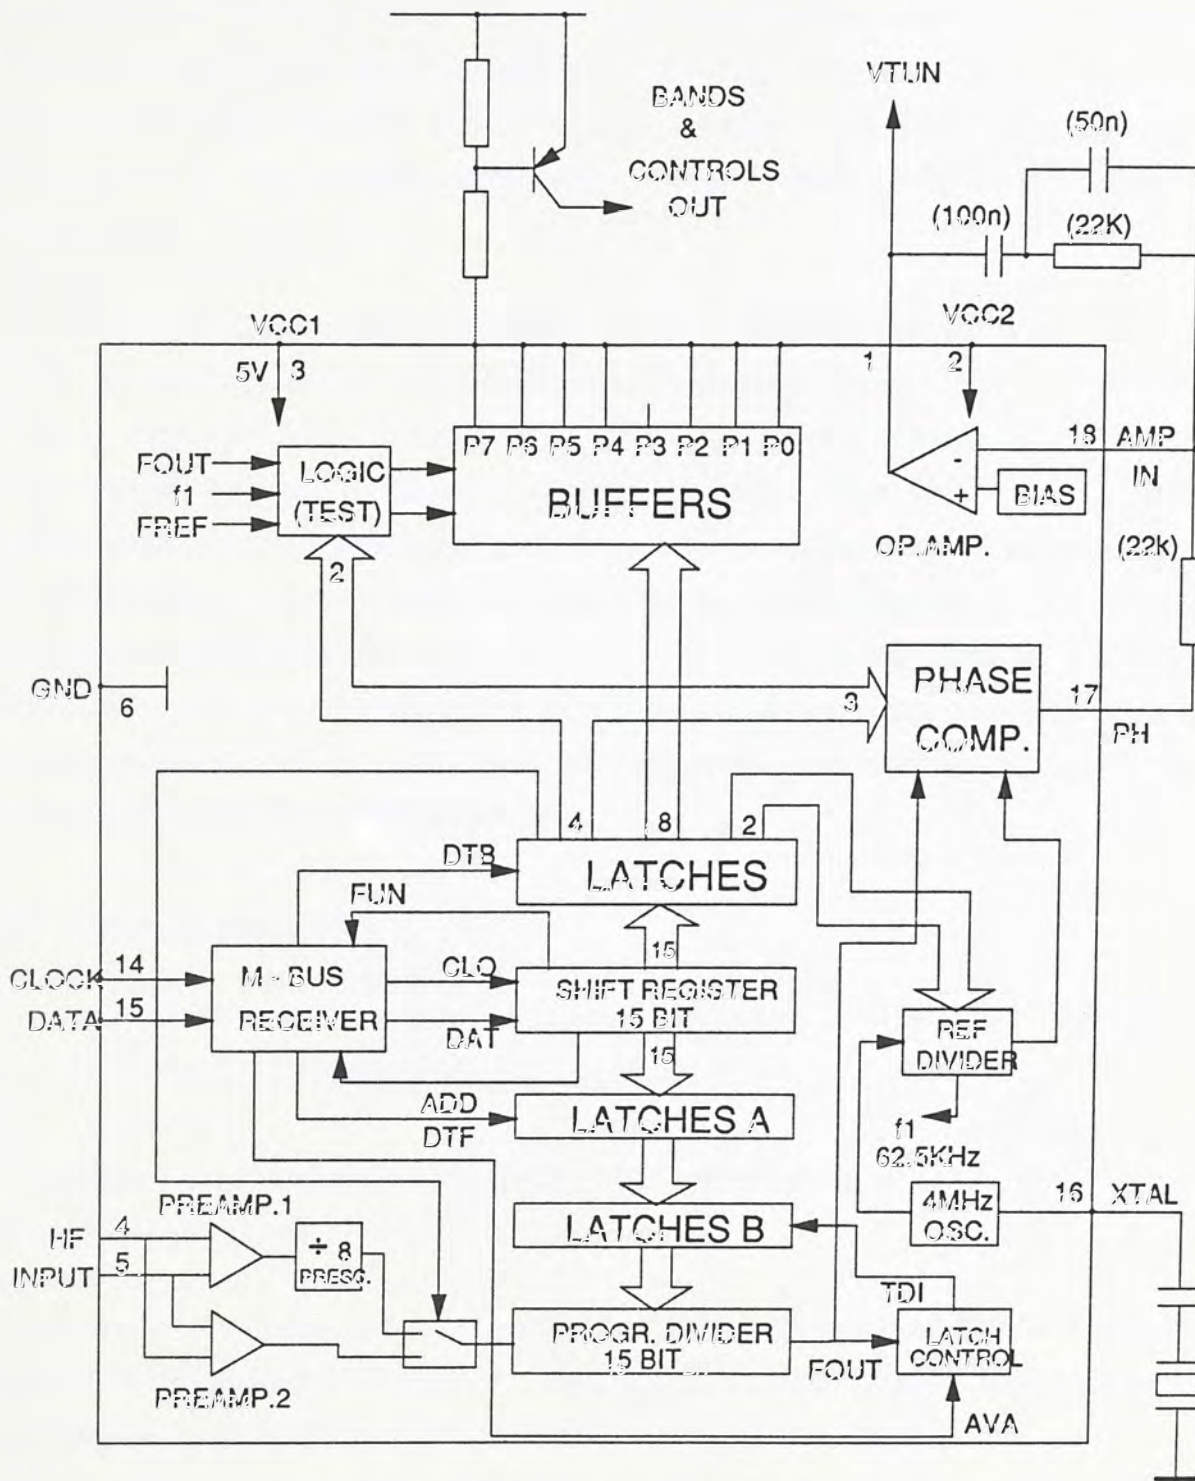 BANDS
&
CONTROLS
OUT
VTUN
(50n)
(100n)
(22K)
VCC1
VCC2
5V
3
1
2
P7 P6 P5 P4 P3 P2 P1 P0
BUFFERS
FOUT
f1
FREF
LOGIC
(TEST)
2
-
+
BIAS
OP.AMP.
18
AMP
IN
(22k)
GND
6
3
PHASE
COMP.
17
PH
4
8
2
DTB
LATCHES
FUN
15
CLOCK
14
DATA
15
M-BUS
RECEIVER
CLO
DAT
SHIFT REGISTER
15 BIT
15
REF
DIVIDER
ADD
DTF
LATCHES A
f1
62.5KHz
LATCHES B
4MHz
OSC.
16
XTAL
PREAMP.1
HF
4
INPUT
5
÷ 8
PRESC.
TDI
PROGR. DIVIDER
15 BIT
FOUT
LATCH
CONTROL
PREAMP.2
AVA